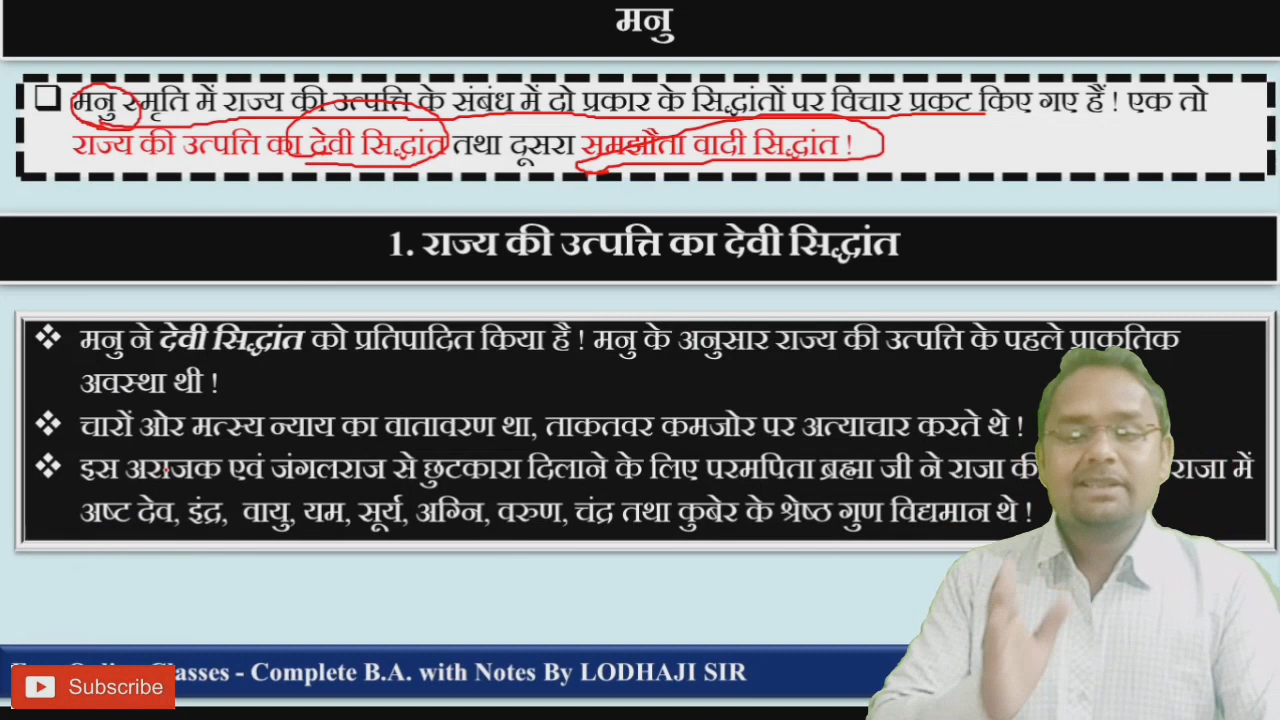 मनु
मनु स्मृति में राज्य की उत्पत्ति के संबंध में दो प्रकार के सिद्धांतों पर विचार प्रकट किए गए हैं ! एक तो
राज्य की उत्पत्ति का देवी सिद्धांत तथा दूसरा समझौता वादी सिद्धांत !
1. राज्य की उत्पत्ति का देवी सिद्धांत
मनु ने देवी सिद्धांत को प्रतिपादित किया है ! मनु के अनुसार राज्य की उत्पत्ति के पहले प्राकृतिक
अवस्था थी !
चारों ओर मत्स्य न्याय का वातावरण था, ताकतवर कमजोर पर अत्याचार करते थे !
इस अराजक एवं जंगलराज से छुटकारा दिलाने के लिए परमपिता ब्रह्मा जी ने राजा की राजा में
अष्ट देव, इंद्र, वायु, यम, सूर्य, अग्नि, वरुण, चंद्र तथा कुबेर के श्रेष्ठ गुण विद्यमान थे !
Classes - Complete B.A. with Notes By LODHAJI SIR
Subscribe